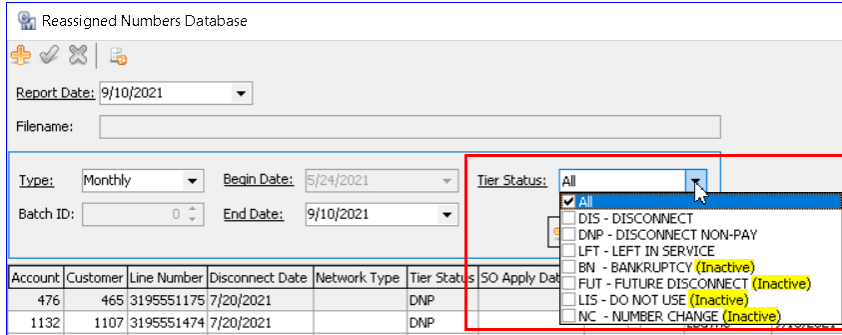 Reassigned Numbers Database
Report Date: 9/10/2021
Filename:
Type: Monthly Begin Date: 5/24/2021 Tier Status: All
Batch ID: 0 End Date: 9/10/2021
All
DIS - DISCONNECT
DNP - DISCONNECT NON-PAY
LFT - LEFT IN SERVICE
BN - BANKRUPTCY (Inactive)
FUT - FUTURE DISCONNECT (Inactive)
LIS - DO NOT USE (Inactive)
NC - NUMBER CHANGE (Inactive)
Account Customer Line Number Disconnect Date Network Type Tier Status SO Apply Dat
476 465 3195551175 7/20/2021 DNP
1132 1107 3195551474 7/20/2021 DNP